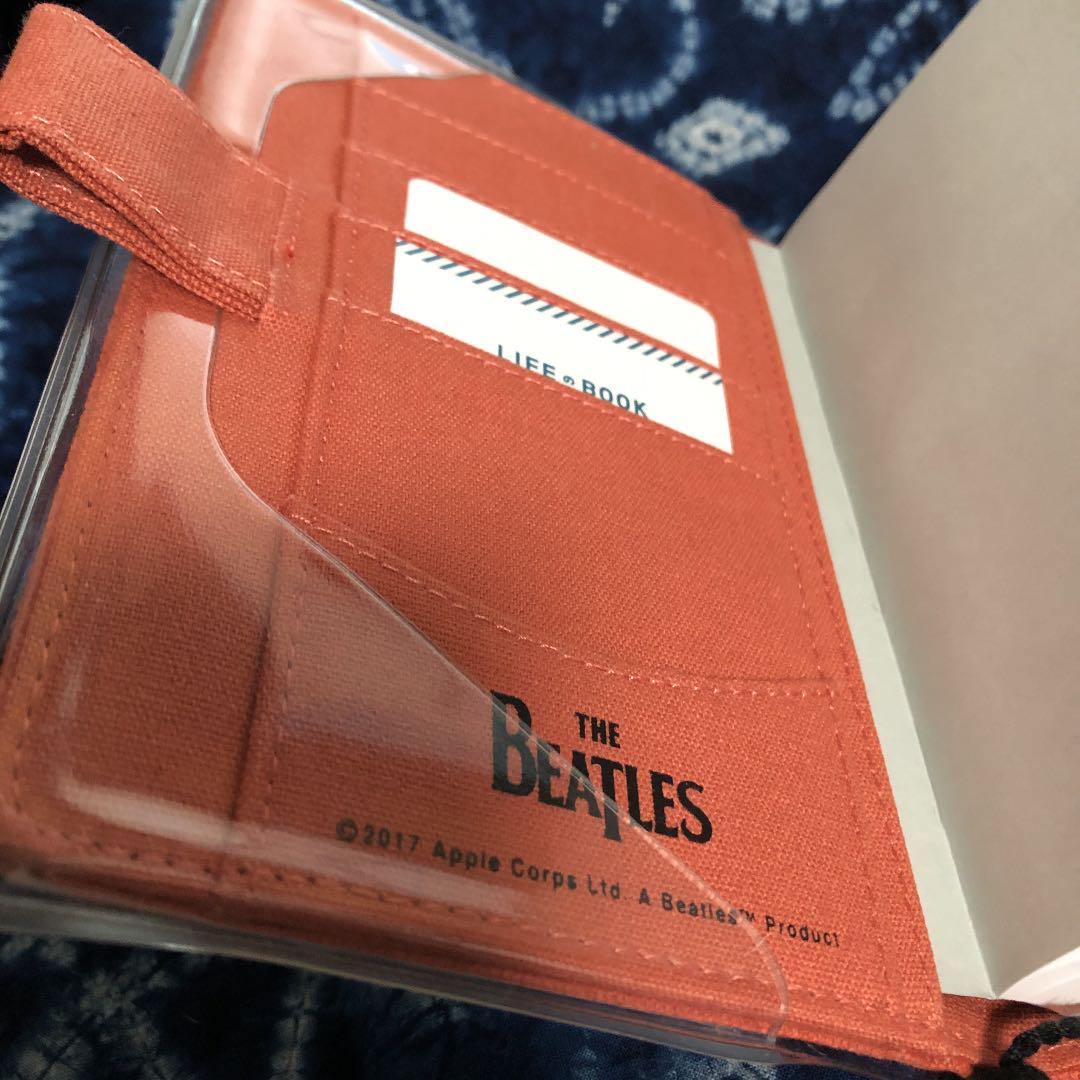 LIFEのBOOK
THE
BEATLES
©2017 Apple Corps Ltd. A Beatles™ Product